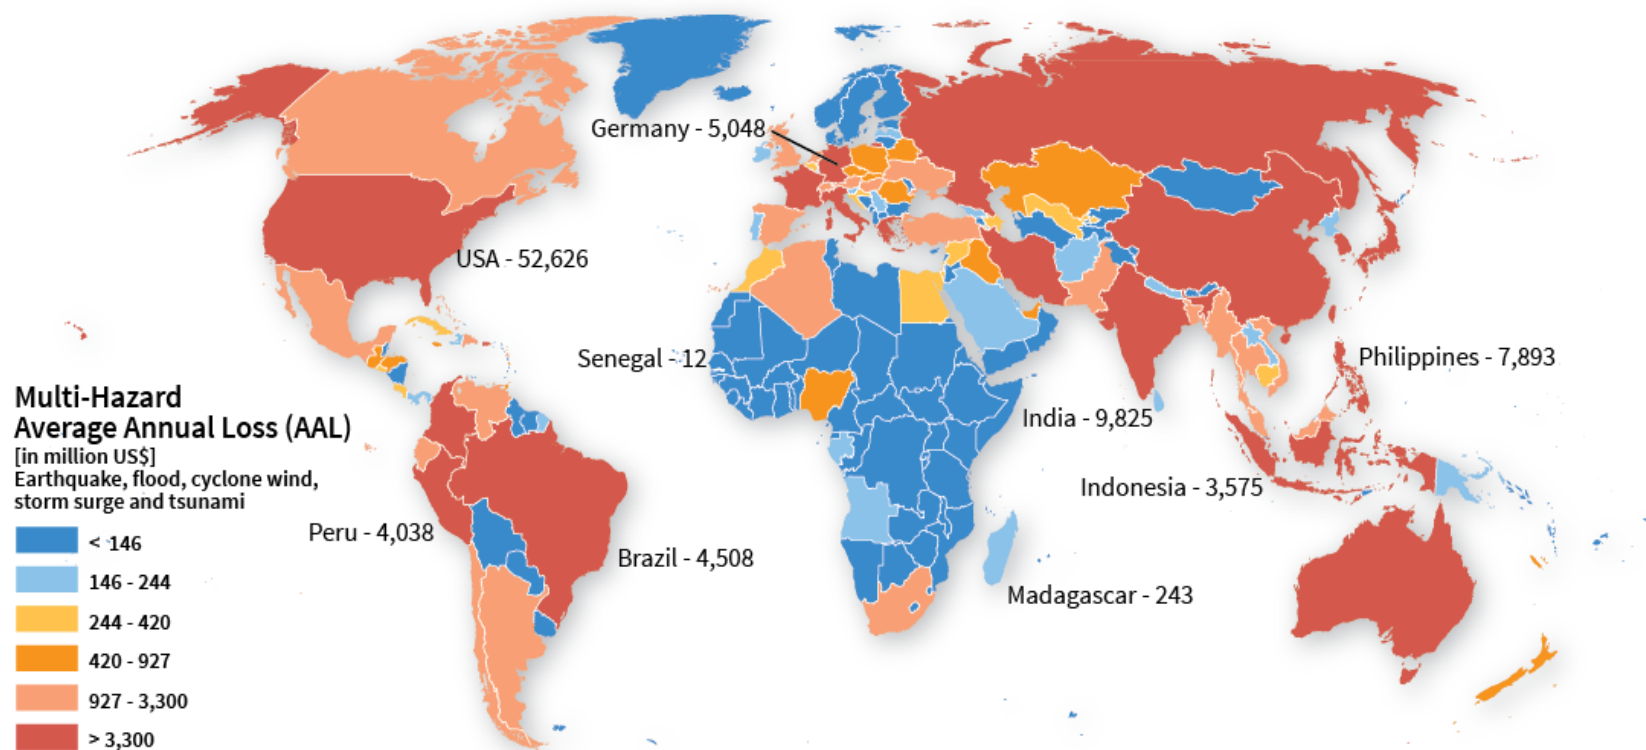 Germany - 5,048
USA - 52,626
Senegal - 12
Philippines - 7,893
India - 9,825
Indonesia - 3,575
Peru - 4,038
Brazil - 4,508
Madagascar - 243
Multi-Hazard
Average Annual Loss (AAL)
[in million US$]
Earthquake, flood, cyclone wind,
storm surge and tsunami
< 146
146 - 244
244 - 420
420 - 927
927 - 3,300
> 3,300